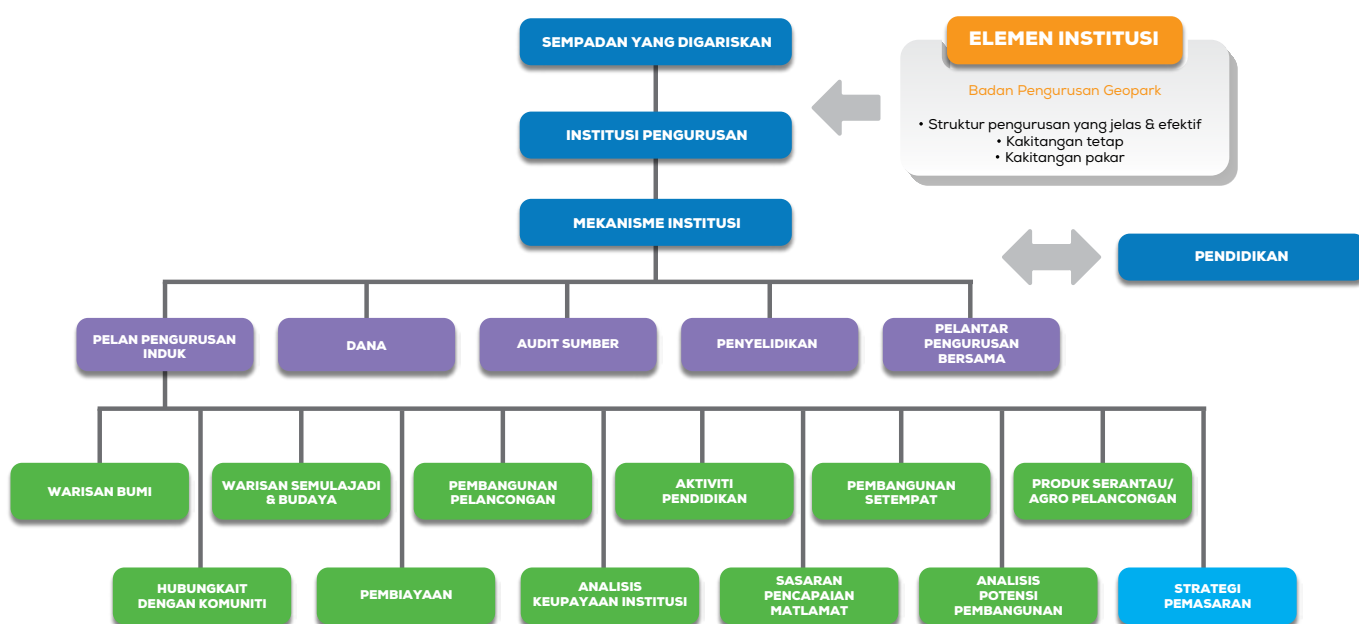 SEMPADAN YANG DIGARISKAN
ELEMEN INSTITUSI
Badan Pengurusan Geopark
• Struktur pengurusan yang jelas & efektif
• Kakitangan tetap
• Kakitangan pakar
INSTITUSI PENGURUSAN
MEKANISME INSTITUSI
PENDIDIKAN
PELAN PENGURUSAN
INDUK
DANA
AUDIT SUMBER
PENYELIDIKAN
PELANTAR
PENGURUSAN
BERSAMA
WARISAN BUMI
WARISAN SEMULAJADI
& BUDAYA
PEMBANGUNAN
PELANCONGAN
AKTIVITI
PENDIDIKAN
PEMBANGUNAN
SETEMPAT
PRODUK SERANTAU/
AGRO PELANCONGAN
HUBUNGKAIT
DENGAN KOMUNITI
PEMBIAYAAN
ANALISIS
KEUPAYAAN INSTITUSI
SASARAN
PENCAPAIAN
MATLAMAT
ANALISIS
POTENSI
PEMBANGUNAN
STRATEGI
PEMASARAN